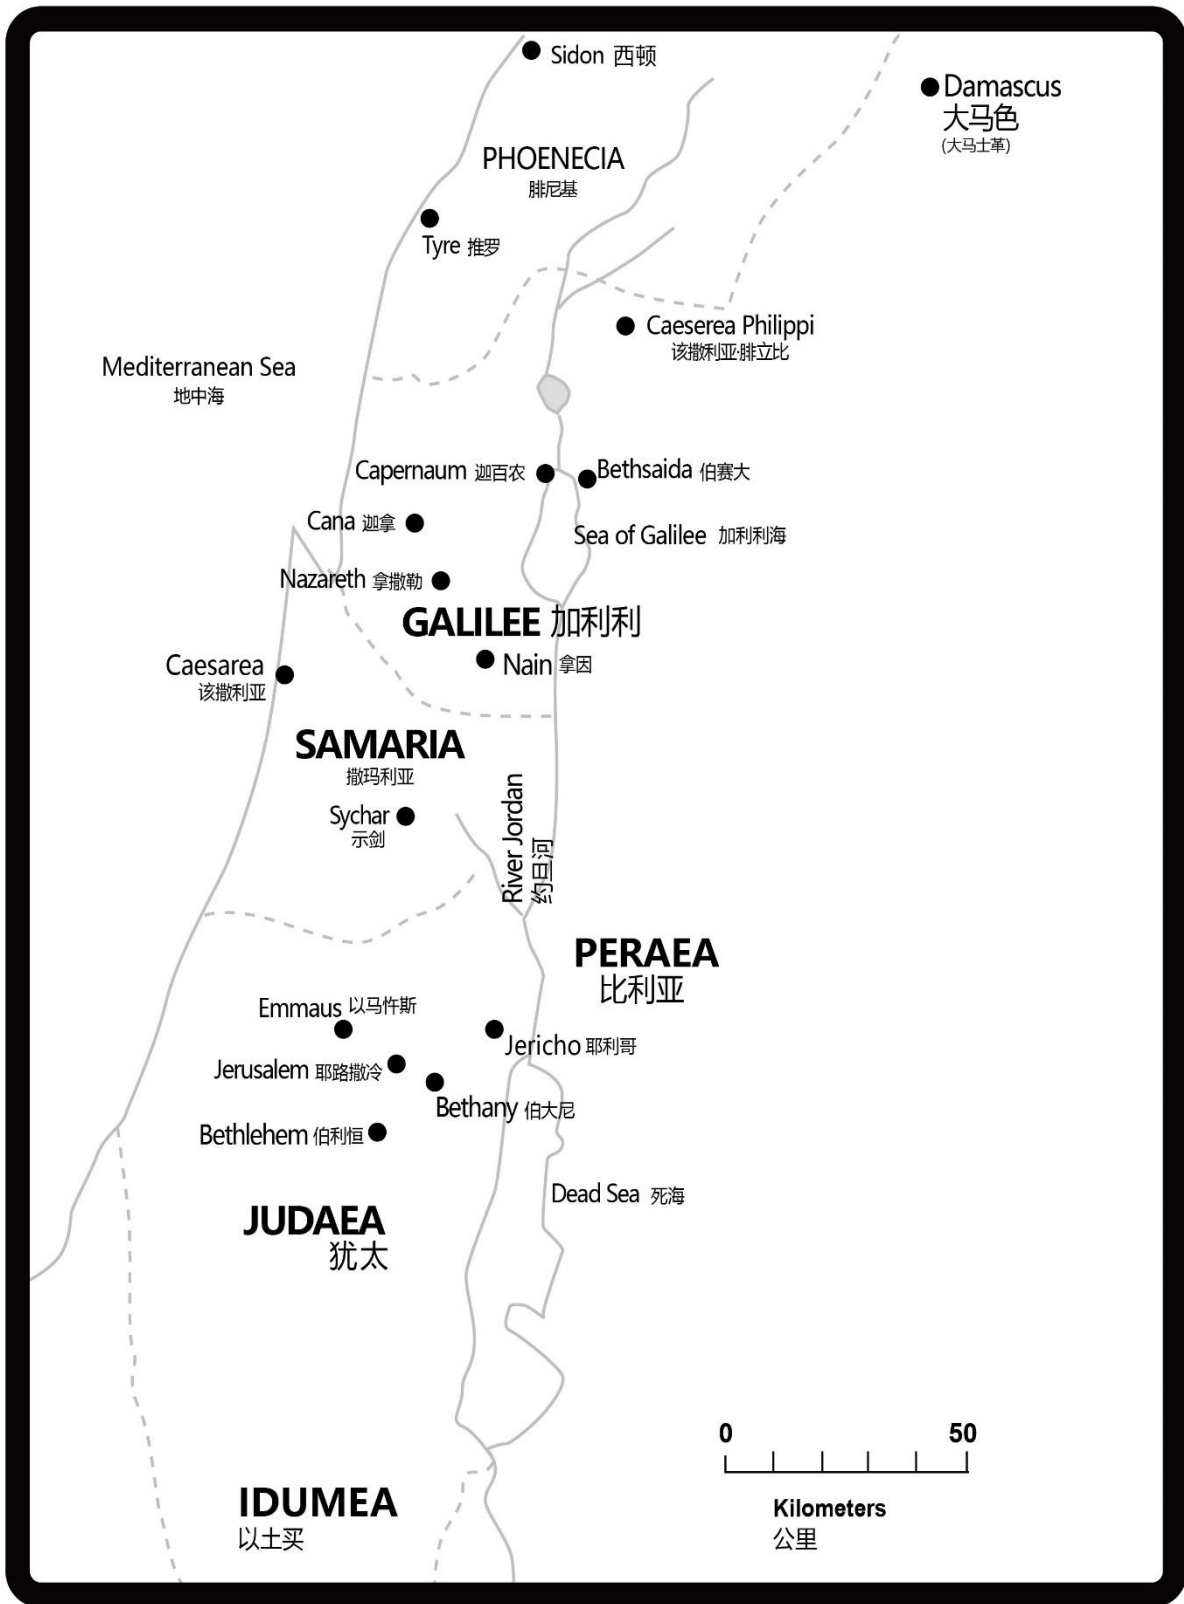 Sidon 西顿
Damascus
大马色
(大马士革)
PHOENECIA
腓尼基
Tyre 推罗
Caeserea Philippi
该撒利亚·腓立比
Mediterranean Sea
地中海
Capernaum 迦百农
Bethsaida 伯赛大
Cana 迦拿
Sea of Galilee 加利利海
Nazareth 拿撒勒
GALILEE 加利利
Nain 拿因
Caesarea
该撒利亚
SAMARIA
撒玛利亚
Sychar
示剑
River Jordan
约旦河
PERAEA
比利亚
Emmaus 以马忤斯
Jericho 耶利哥
Jerusalem 耶路撒冷
Bethany 伯大尼
Bethlehem 伯利恒
Dead Sea 死海
JUDAEA
犹太
0 50
Kilometers
公里
IDUMEA
以土买